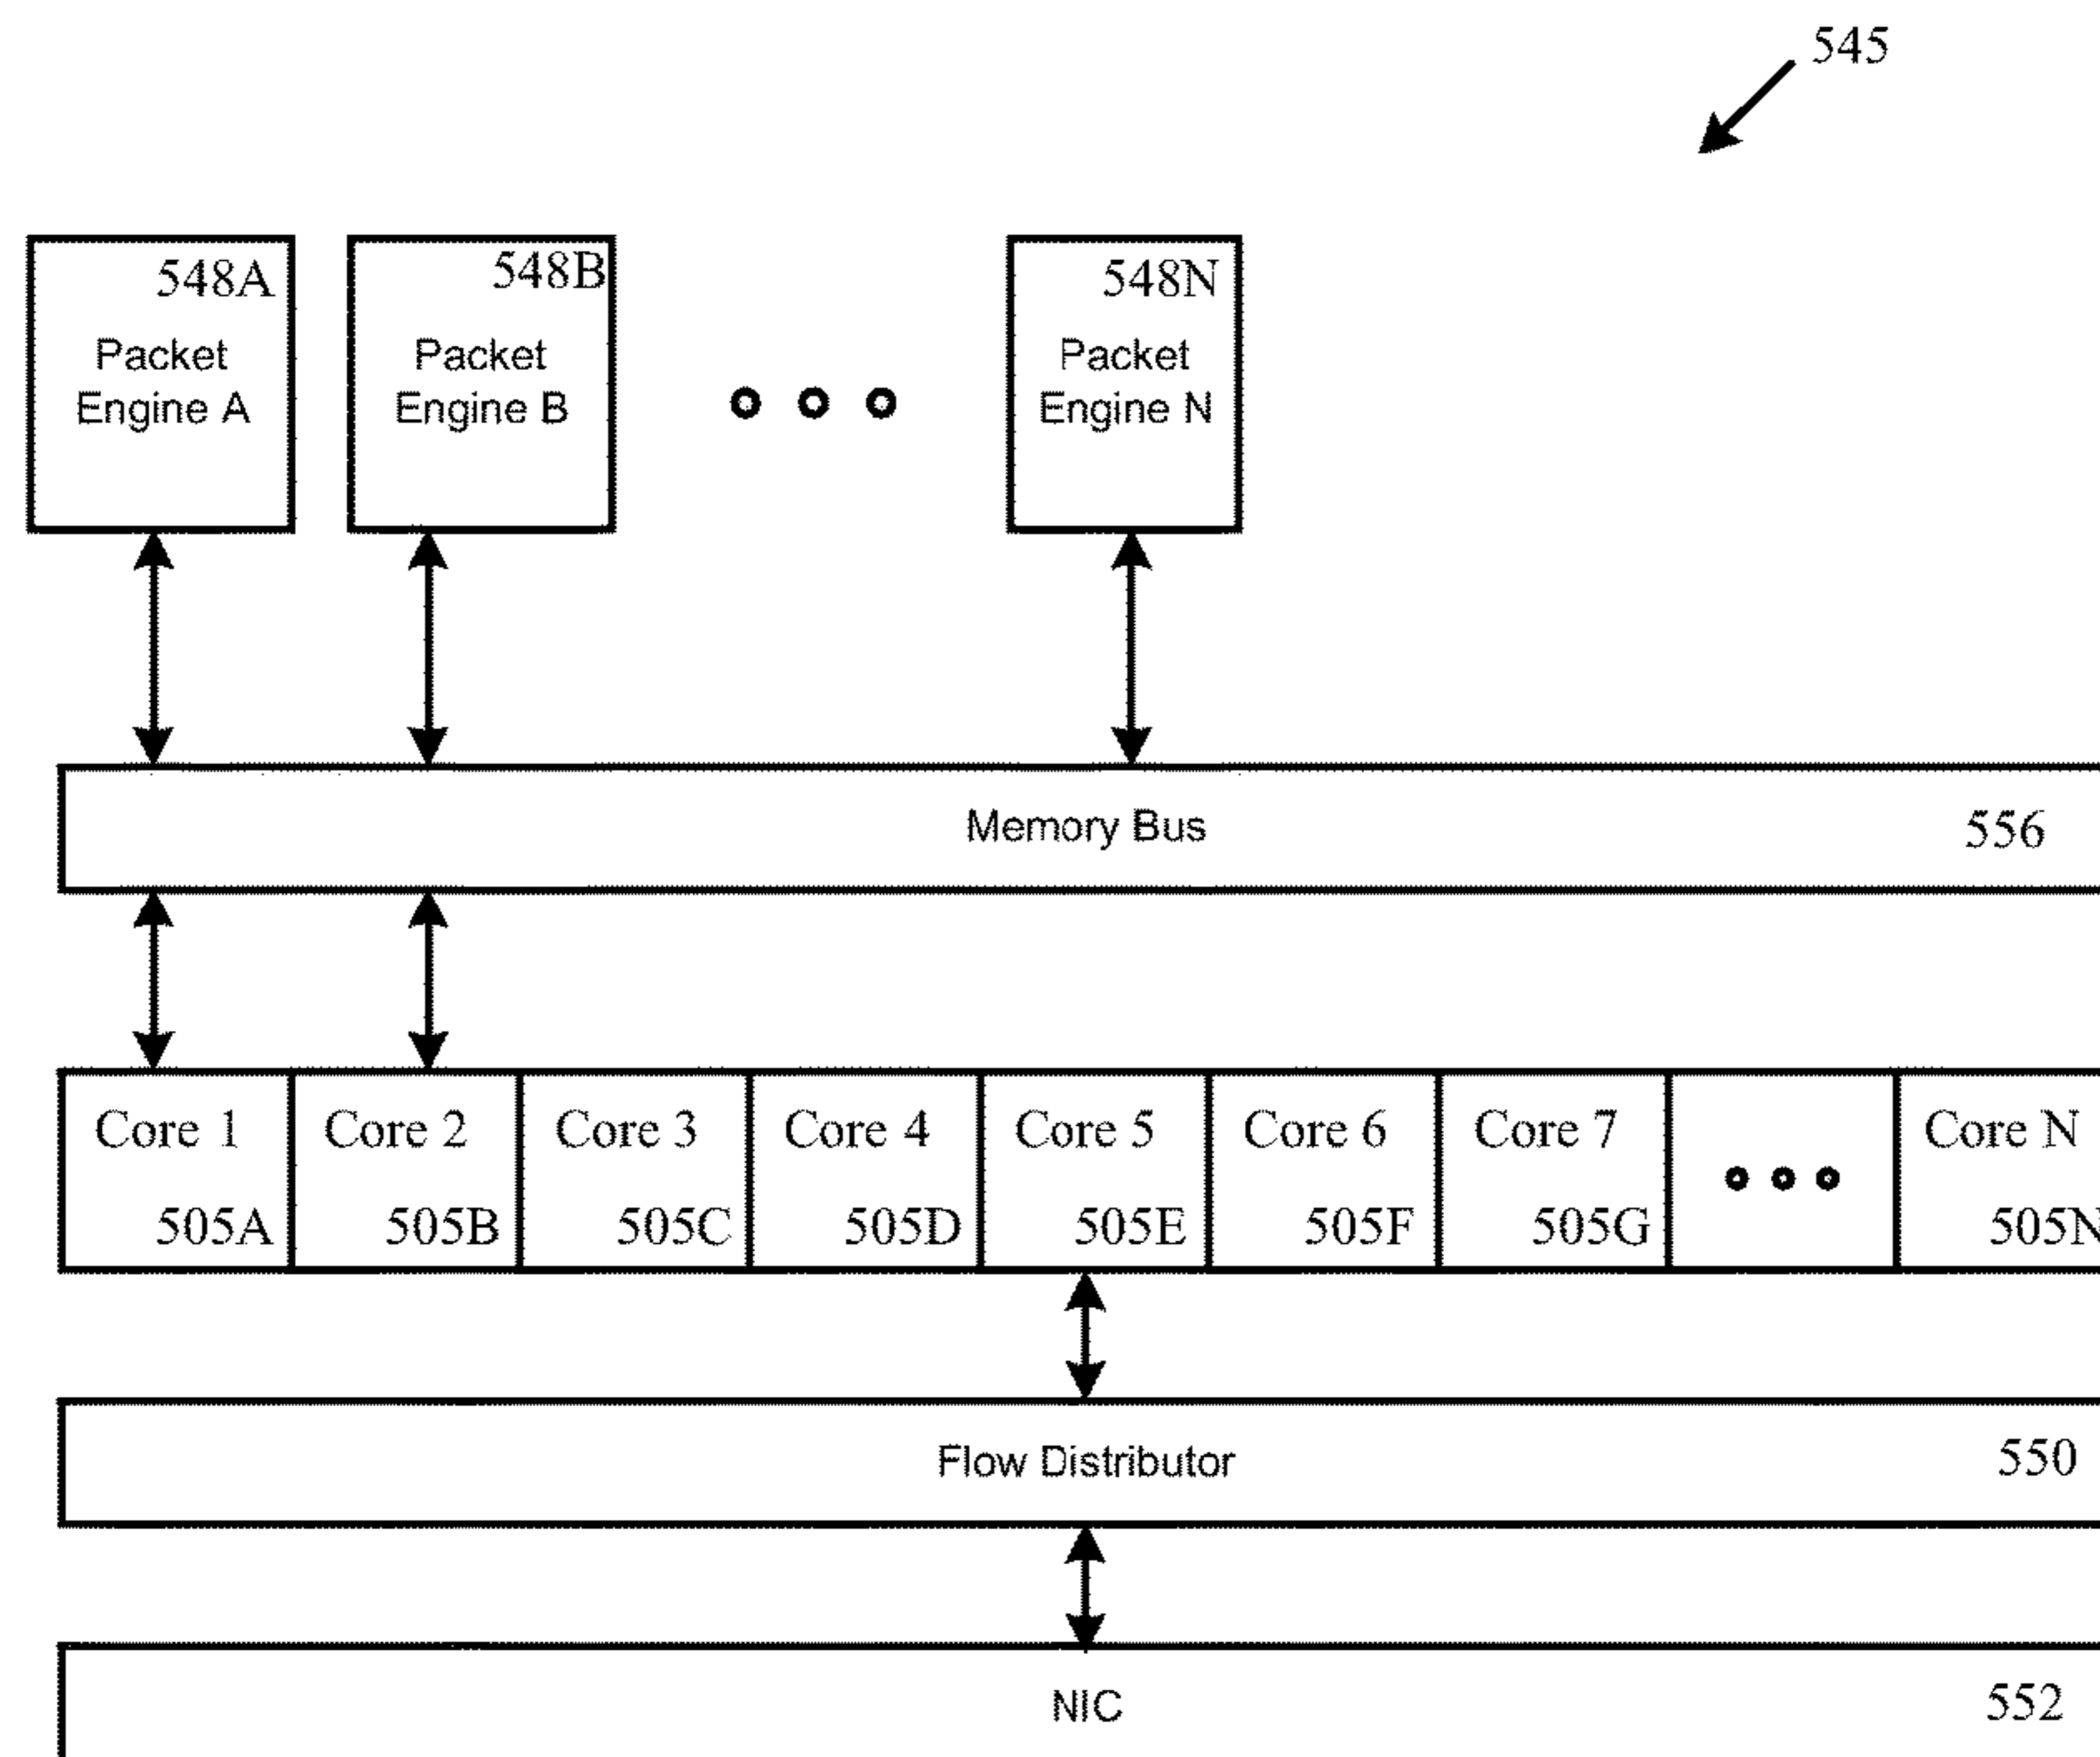 545
548A
Packet
Engine A
548B
Packet
Engine B
548N
Packet
Engine N
Memory Bus
556
Core 1
505A
Core 2
505B
Core 3
505C
Core 4
505D
Core 5
505E
Core 6
505F
Core 7
505G
Core N
505N
Flow Distributor
550
NIC
552